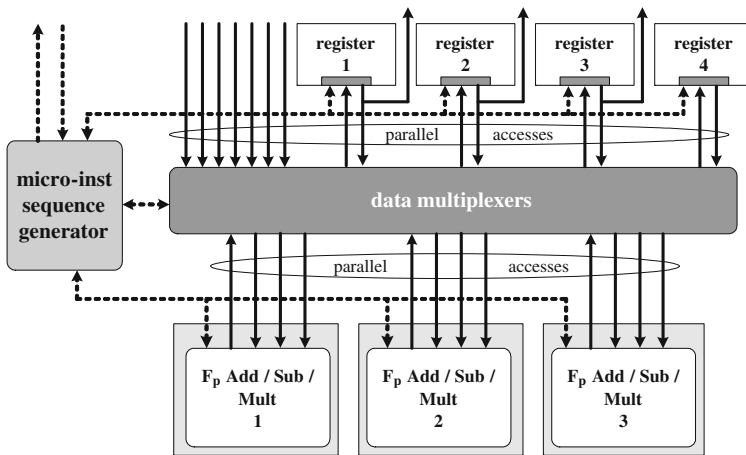 register
1
register
2
register
3
register
4
parallel accesses
micro-inst
sequence
generator
data multiplexers
parallel accesses
Fp Add / Sub /
Mult
1
Fp Add / Sub /
Mult
2
Fp Add / Sub /
Mult
3